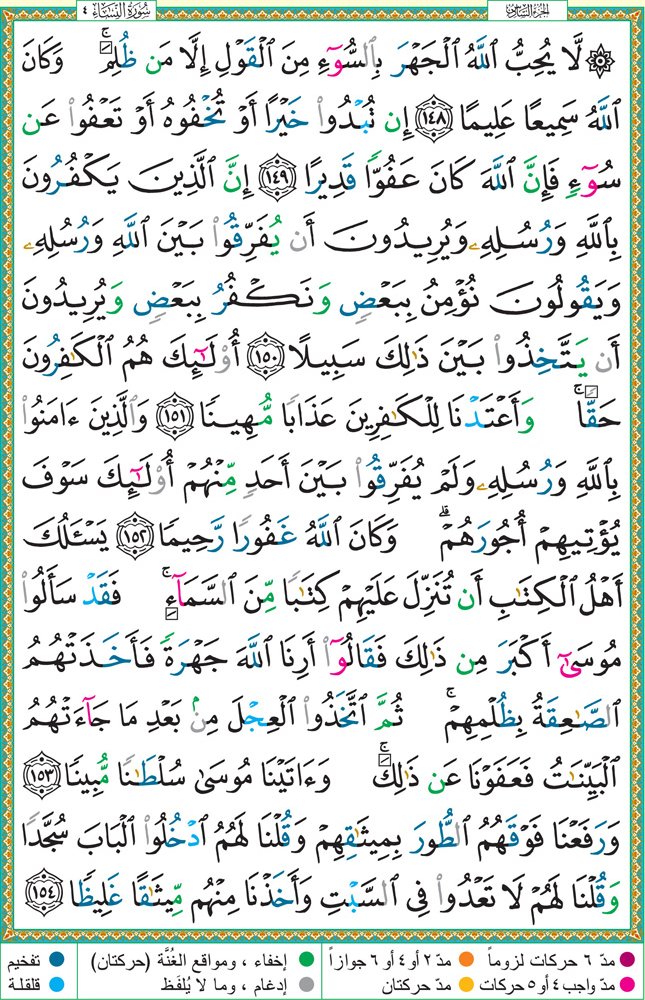 سُورَةُ النِّسَاءِ ٤
الجُزْءُ السَّادِسُ
۞ لَّا يُحِبُّ ٱللَّهُ ٱلْجَهْرَ بِٱلسُّوٓءِ مِنَ ٱلْقَوْلِ إِلَّا مَن ظُلِمَ ۚ وَكَانَ
ٱللَّهُ سَمِيعًا عَلِيمًا ١٤٨ إِن تُبْدُوا۟ خَيْرًا أَوْ تُخْفُوهُ أَوْ تَعْفُوا۟ عَن
سُوٓءٍ فَإِنَّ ٱللَّهَ كَانَ عَفُوًّا قَدِيرًا ١٤٩ إِنَّ ٱلَّذِينَ يَكْفُرُونَ
بِٱللَّهِ وَرُسُلِهِۦ وَيُرِيدُونَ أَن يُفَرِّقُوا۟ بَيْنَ ٱللَّهِ وَرُسُلِهِۦ
وَيَقُولُونَ نُؤْمِنُ بِبَعْضٍ وَنَكْفُرُ بِبَعْضٍ وَيُرِيدُونَ
أَن يَتَّخِذُوا۟ بَيْنَ ذَٰلِكَ سَبِيلًا ١٥٠ أُو۟لَٰٓئِكَ هُمُ ٱلْكَٰفِرُونَ
حَقًّا ۚ وَأَعْتَدْنَا لِلْكَٰفِرِينَ عَذَابًا مُّهِينًا ١٥١ وَٱلَّذِينَ ءَامَنُوا۟
بِٱللَّهِ وَرُسُلِهِۦ وَلَمْ يُفَرِّقُوا۟ بَيْنَ أَحَدٍ مِّنْهُمْ أُو۟لَٰٓئِكَ سَوْفَ
يُؤْتِيهِمْ أُجُورَهُمْ ۗ وَكَانَ ٱللَّهُ غَفُورًا رَّحِيمًا ١٥٢ يَسْـَٔلُكَ
أَهْلُ ٱلْكِتَٰبِ أَن تُنَزِّلَ عَلَيْهِمْ كِتَٰبًا مِّنَ ٱلسَّمَآءِ ۚ فَقَدْ سَأَلُوا۟
مُوسَىٰٓ أَكْبَرَ مِن ذَٰلِكَ فَقَالُوٓا۟ أَرِنَا ٱللَّهَ جَهْرَةً فَأَخَذَتْهُمُ
ٱلصَّٰعِقَةُ بِظُلْمِهِمْ ۚ ثُمَّ ٱتَّخَذُوا۟ ٱلْعِجْلَ مِنۢ بَعْدِ مَا جَآءَتْهُمُ
ٱلْبَيِّنَٰتُ فَعَفَوْنَا عَن ذَٰلِكَ ۚ وَءَاتَيْنَا مُوسَىٰ سُلْطَٰنًا مُّبِينًا ١٥٣
وَرَفَعْنَا فَوْقَهُمُ ٱلطُّورَ بِمِيثَٰقِهِمْ وَقُلْنَا لَهُمُ ٱدْخُلُوا۟ ٱلْبَابَ سُجَّدًا
وَقُلْنَا لَهُمْ لَا تَعْدُوا۟ فِى ٱلسَّبْتِ وَأَخَذْنَا مِنْهُم مِّيثَٰقًا غَلِيظًا ١٥٤
مدّ ٦ حركات لزوماً مدّ ٢ أو ٤ أو ٦ جوازاً إخفاء ، ومواقع الغُنَّة (حركتان) تفخيم
مدّ واجب ٤ أو ٥ حركات مدّ حركتان إدغام ، وما لا يُلفَظ قلقلة